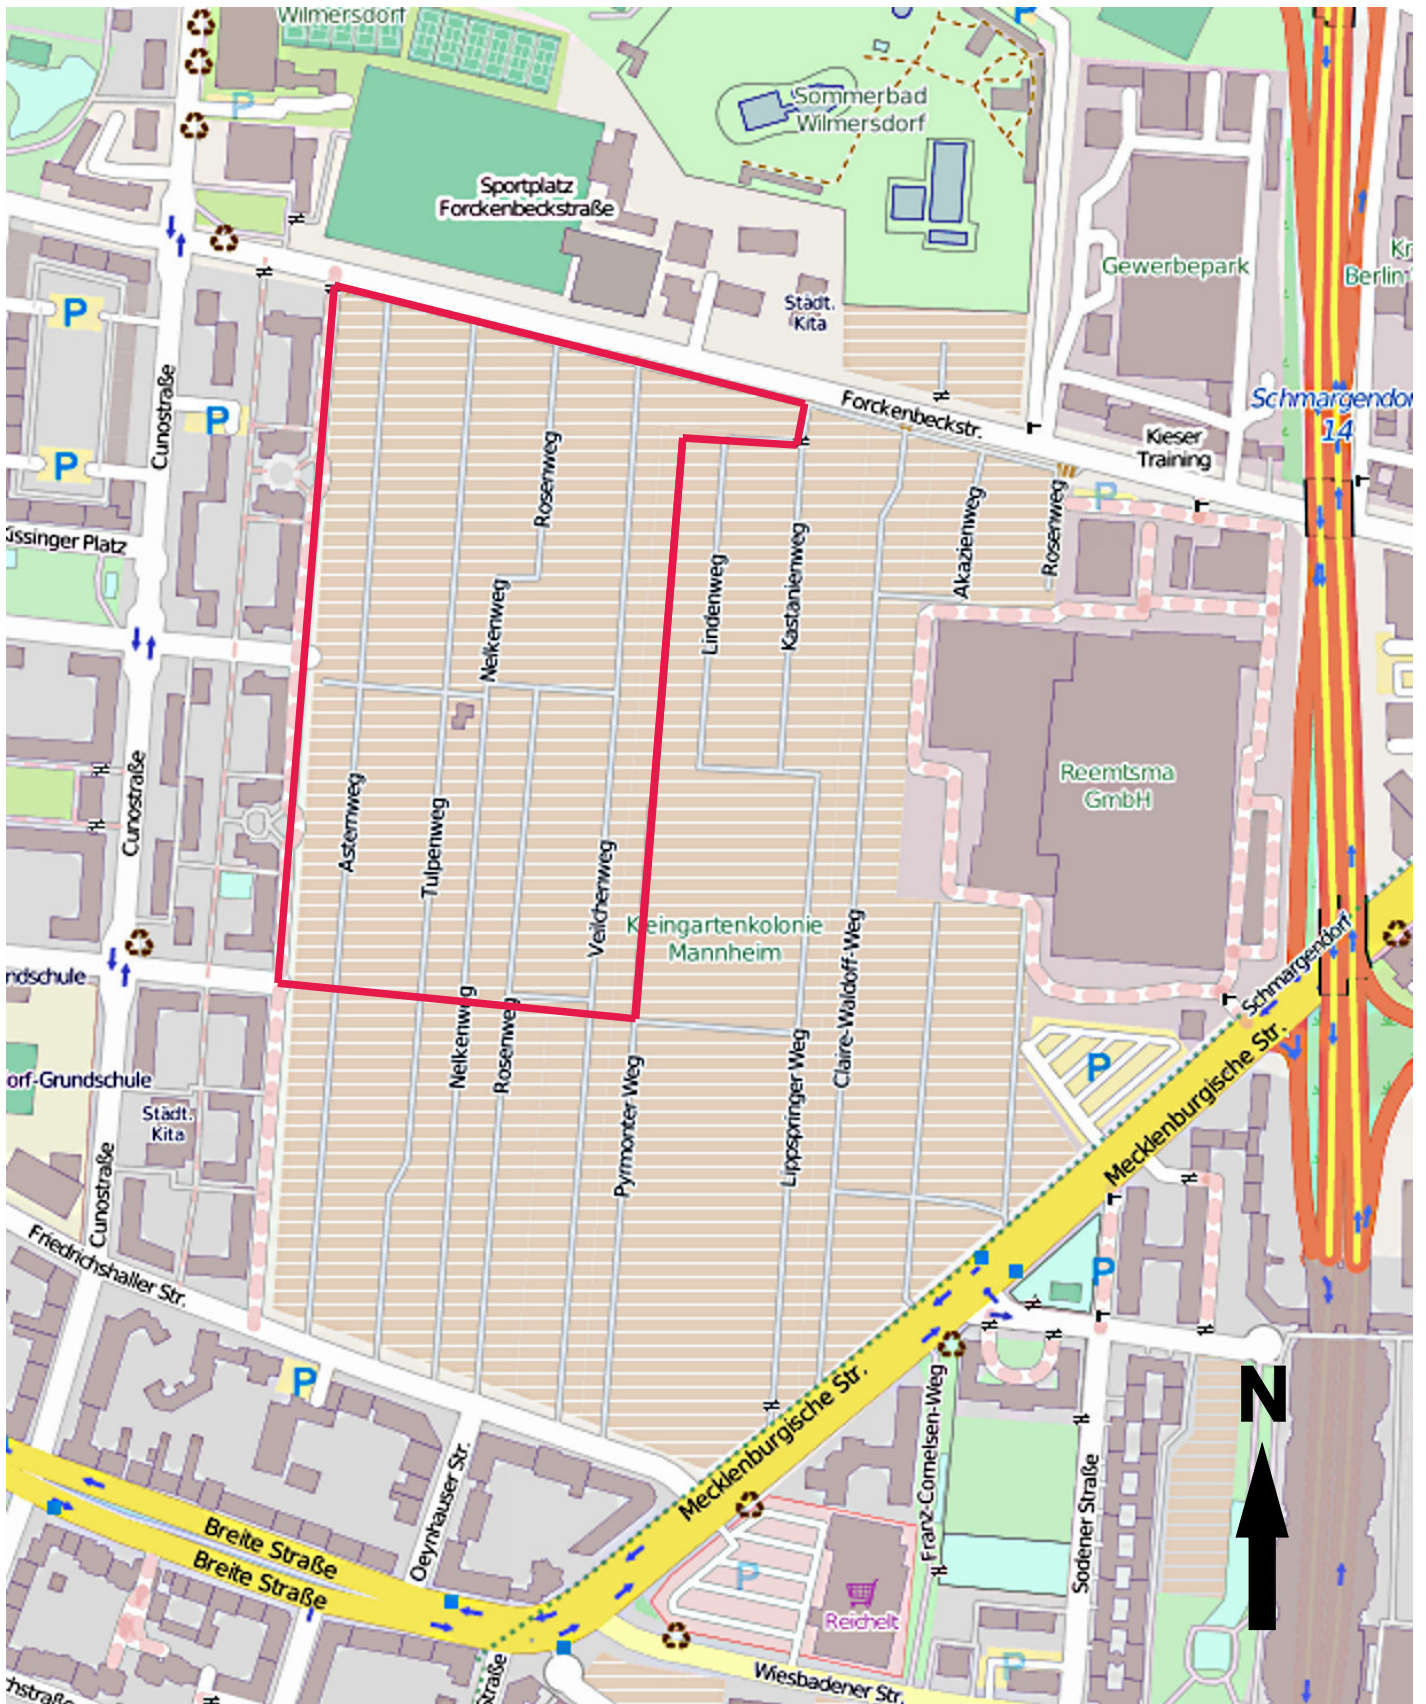 Wilmersdorf
P
P
Sommerbad
Wilmersdorf
Sportplatz
Forckenbeckstraße
Gewerbepark
Kr
Berlin
P
Städt.
Kita
Cunostraße
P
Forckenbeckstr.
Schmargendor
14
Kieser
Training
P
Rosenweg
P
Akazienweg
Rosenweg
issinger Platz
Lindenweg
Kastanienweg
Nelkenweg
Cunostraße
Asternweg
Tulpenweg
Veilchenweg
Reemtsma
GmbH
Kleingartenkolonie
Mannheim
Claire-Waldoff-Weg
Schmargendorf
ndschule
Nelkenweg
Rosenweg
Pyrmonter Weg
Lippspringer Weg
P
Mecklenburgische Str.
orf-Grundschule
Städt.
Kita
Cunostraße
Friedrichshaller Str.
P
P
Mecklenburgische Str.
N
Franz-Cornelsen-Weg
Sodener Straße
Oeynhauser Str.
Breite Straße
Breite Straße
P
Reichelt
P
Wiesbadener Str.
chstraße
straße